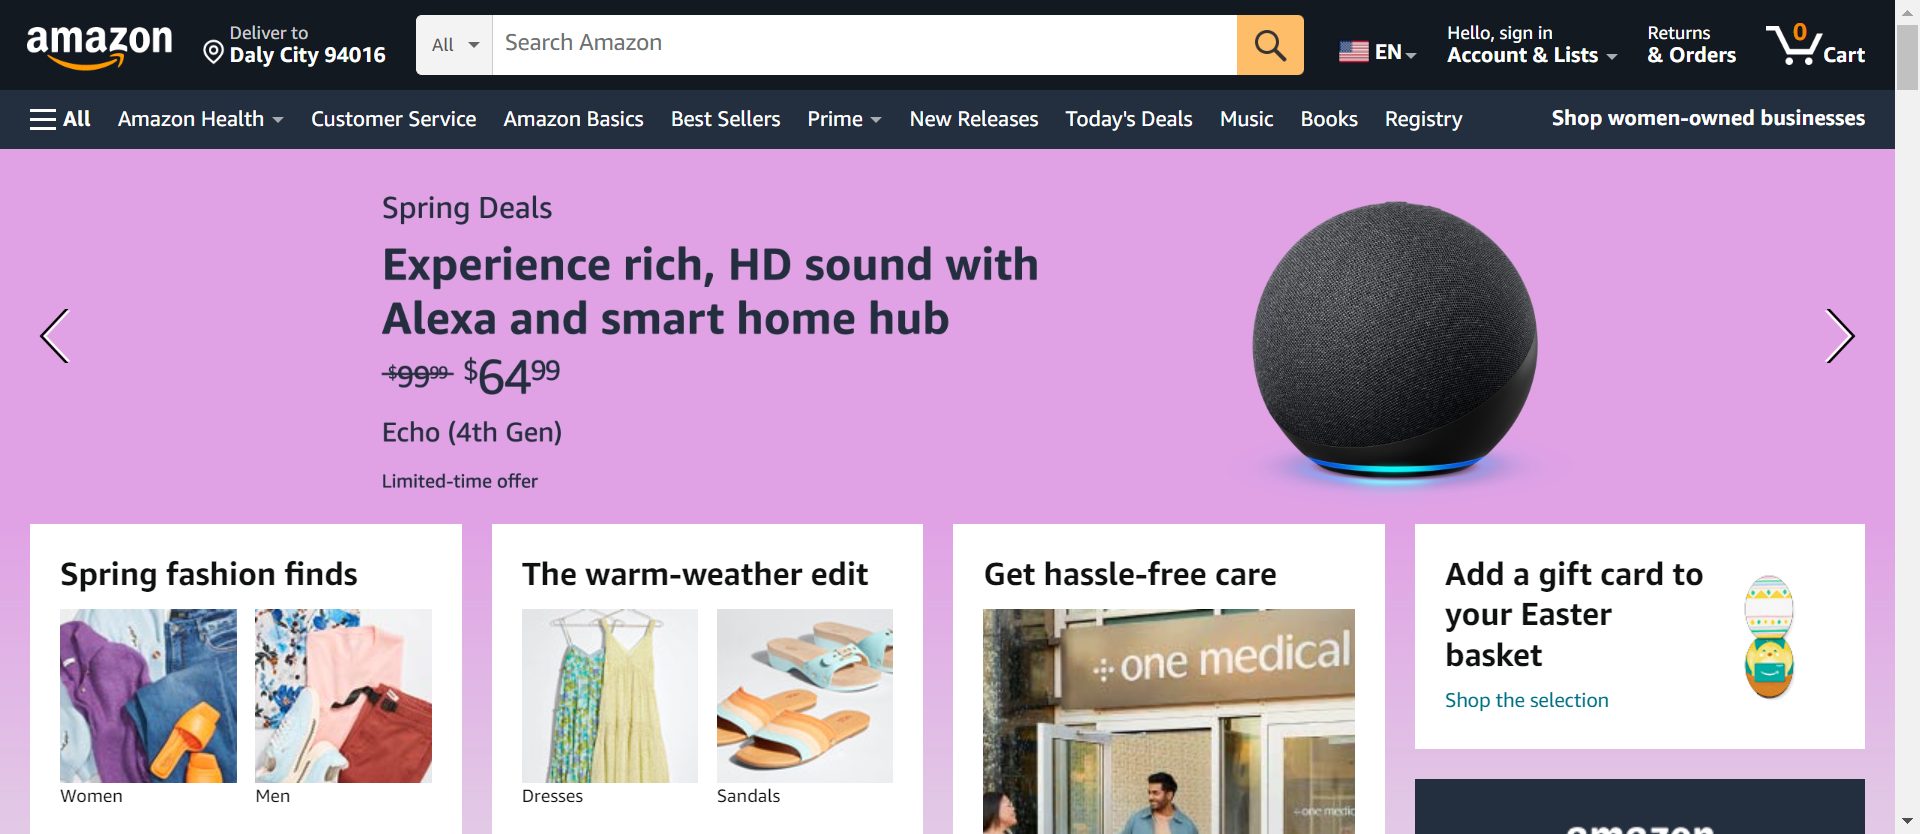 amazon
Deliver to
Daly City 94016
All
Search Amazon
EN
Hello, sign in
Account & Lists
Returns
& Orders
0
Cart
All
Amazon Health
Customer Service
Amazon Basics
Best Sellers
Prime
New Releases
Today's Deals
Music
Books
Registry
Shop women-owned businesses
Spring Deals
Experience rich, HD sound with
Alexa and smart home hub
$99.99 $64.99
Echo (4th Gen)
Limited-time offer
Spring fashion finds
Women
Men
The warm-weather edit
Dresses
Sandals
Get hassle-free care
one medical
Add a gift card to
your Easter
basket
Shop the selection